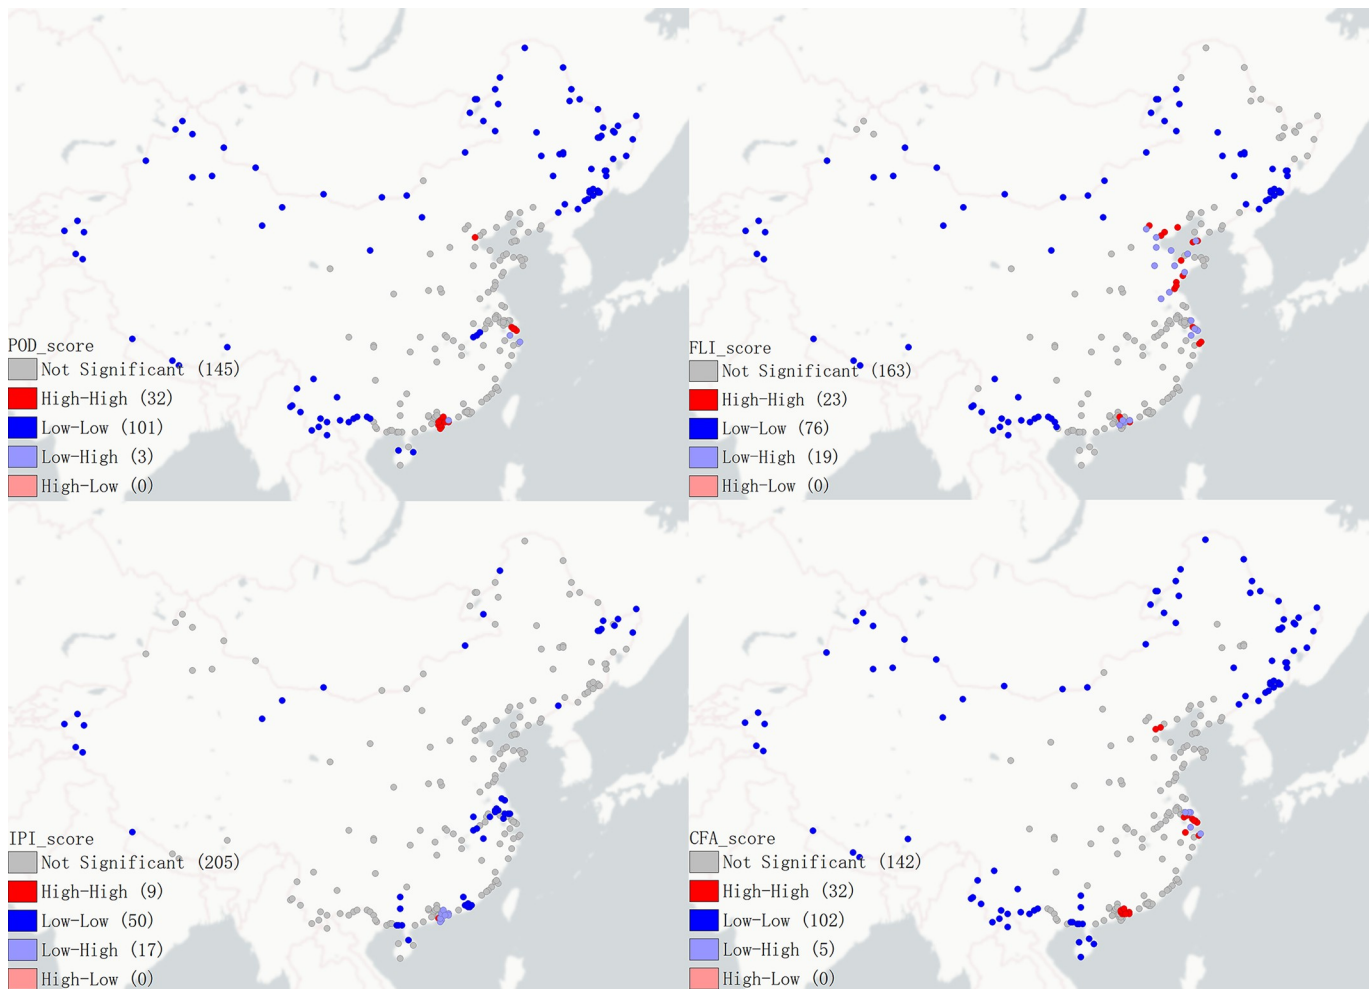 POD_score
Not Significant (145)
High-High (32)
Low-Low (101)
Low-High (3)
High-Low (0)
FLI_score
Not Significant (163)
High-High (23)
Low-Low (76)
Low-High (19)
High-Low (0)
IPI_score
Not Significant (205)
High-High (9)
Low-Low (50)
Low-High (17)
High-Low (0)
CFA_score
Not Significant (142)
High-High (32)
Low-Low (102)
Low-High (5)
High-Low (0)